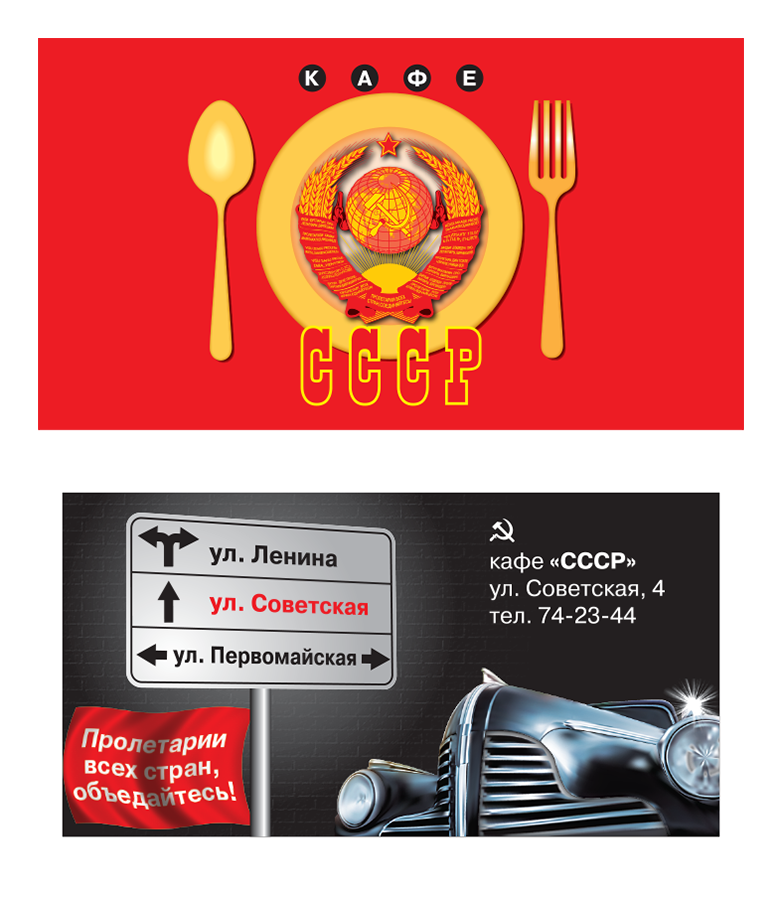 КАФЕ
СССР
ул. Ленина
ул. Советская
ул. Первомайская
кафе «СССР»
ул. Советская, 4
тел. 74-23-44
Пролетарии
всех стран,
объедайтесь!